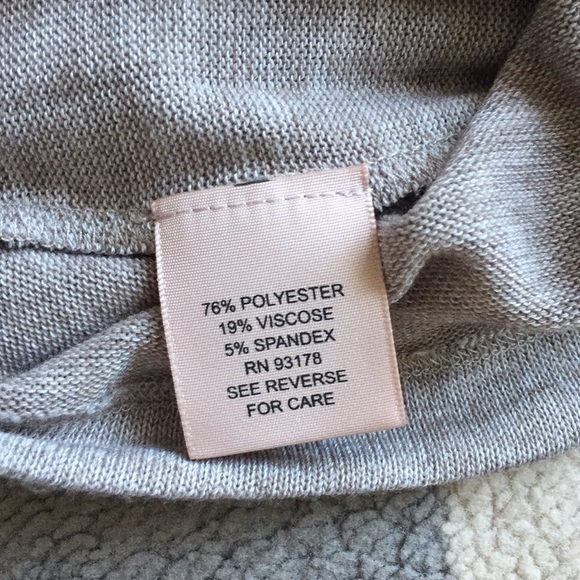 76% POLYESTER
19% VISCOSE
5% SPANDEX
RN 93178
SEE REVERSE
FOR CARE